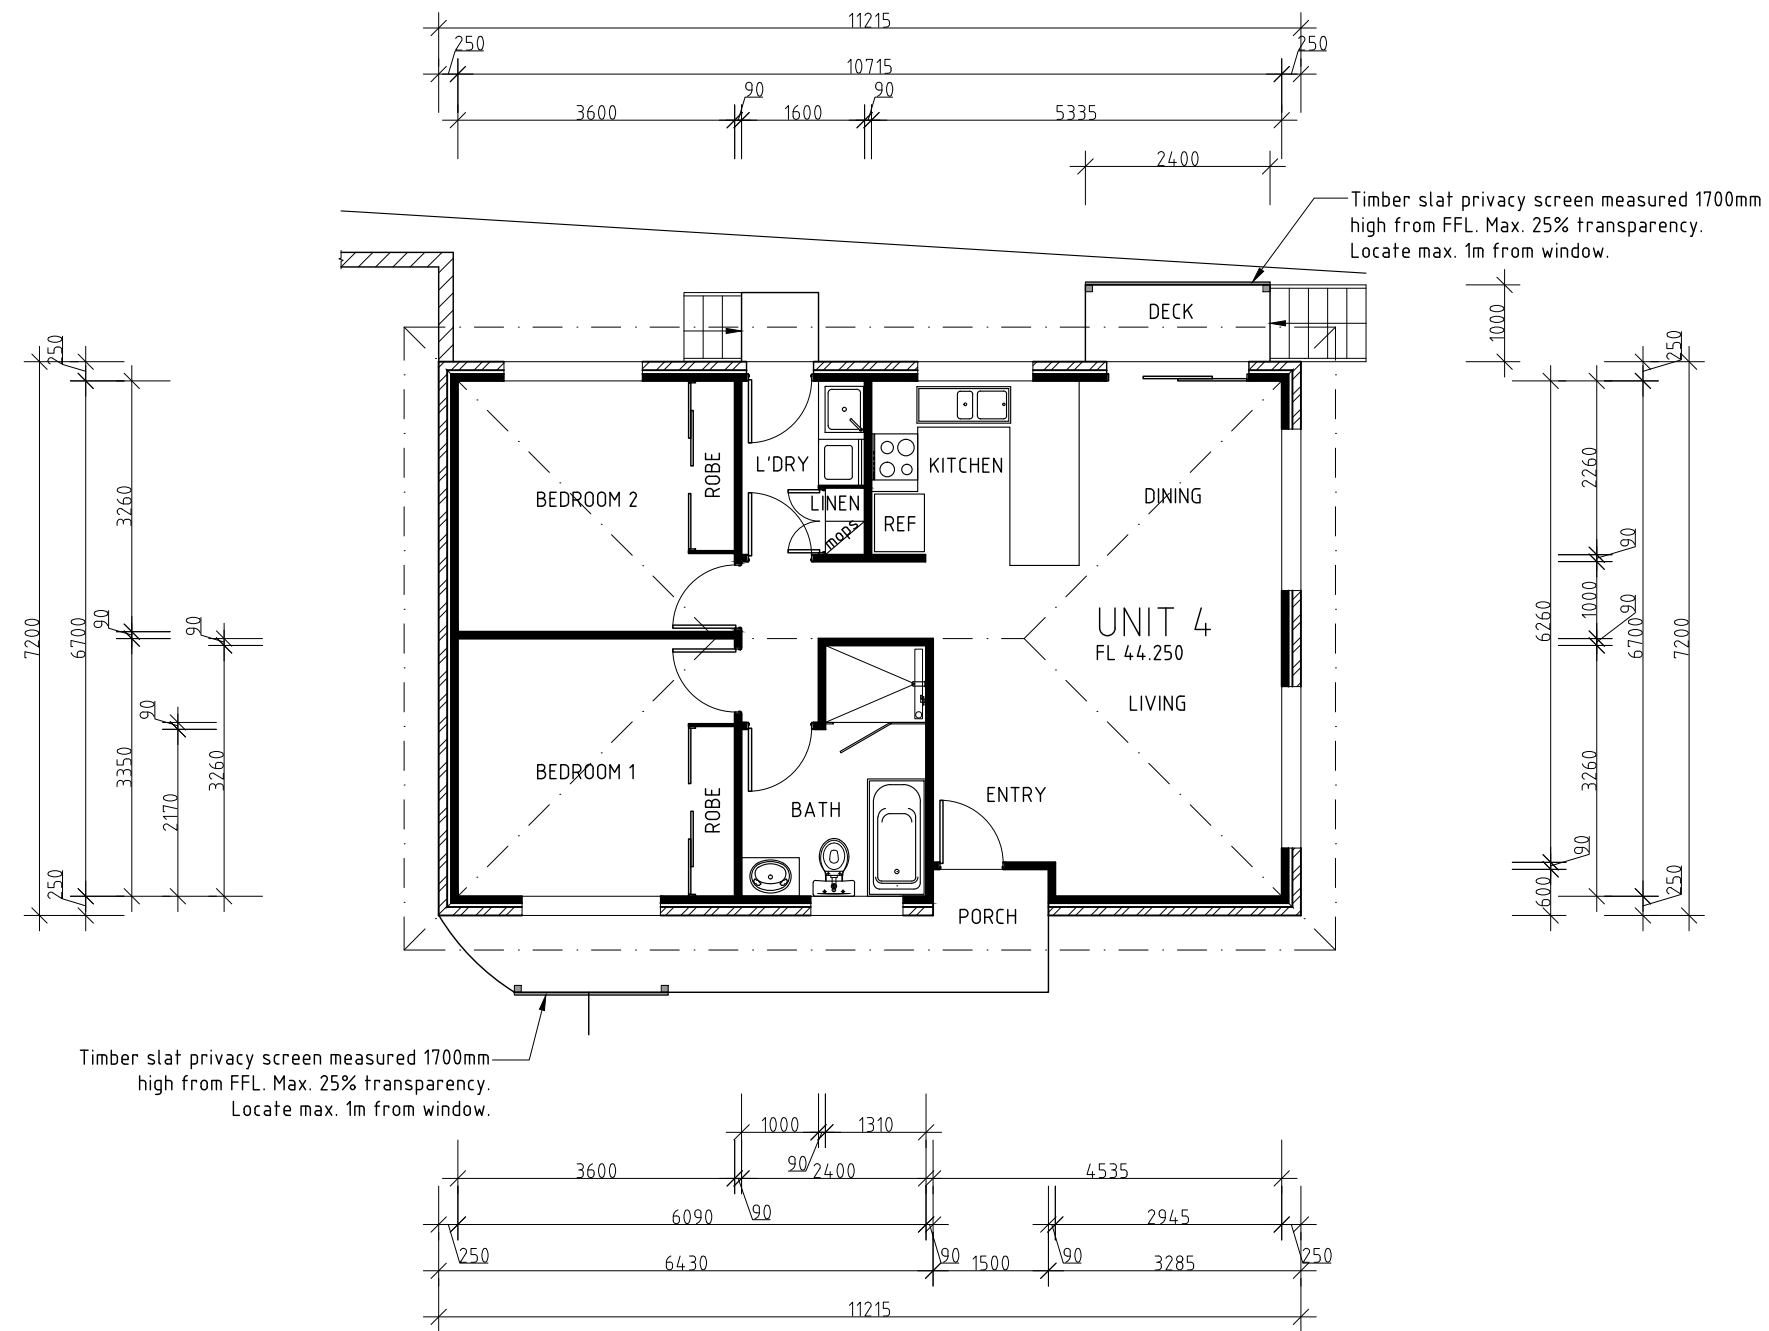 11215
250
250
10715
90
90
3600
1600
5335
2400
Timber slat privacy screen measured 1700mm
high from FFL. Max. 25% transparency.
Locate max. 1m from window.
DECK
1000
250
250
3260
ROBE
L'DRY
KITCHEN
2260
BEDROOM 2
DINING
LINEN
REF
mops
90
7200
6700
90
90
UNIT 4
FL 44.250
6260
1000
90
6700
7200
LIVING
90
3350
2170
3260
BEDROOM 1
ROBE
BATH
ENTRY
3260
90
250
600
250
PORCH
Timber slat privacy screen measured 1700mm
high from FFL. Max. 25% transparency.
Locate max. 1m from window.
1000
1310
90
3600
2400
4535
90
6090
2945
250
90
90
250
6430
1500
3285
11215